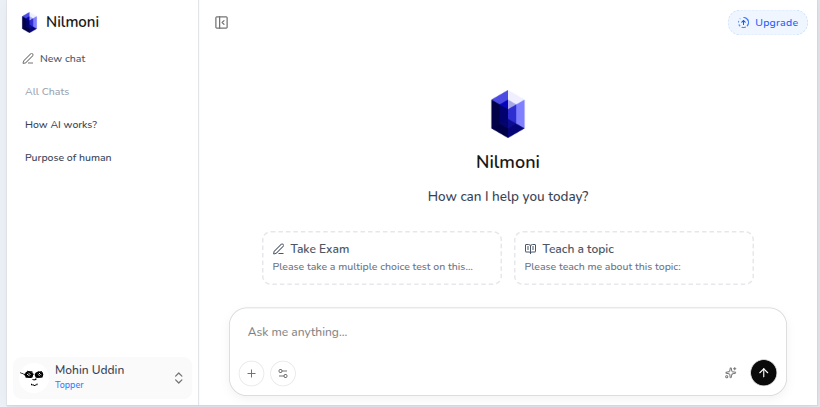 Nilmoni
Upgrade
New chat
All Chats
How AI works?
Purpose of human
Nilmoni
How can I help you today?
Take Exam
Please take a multiple choice test on this...
Teach a topic
Please teach me about this topic:
Ask me anything...
Mohin Uddin
Topper